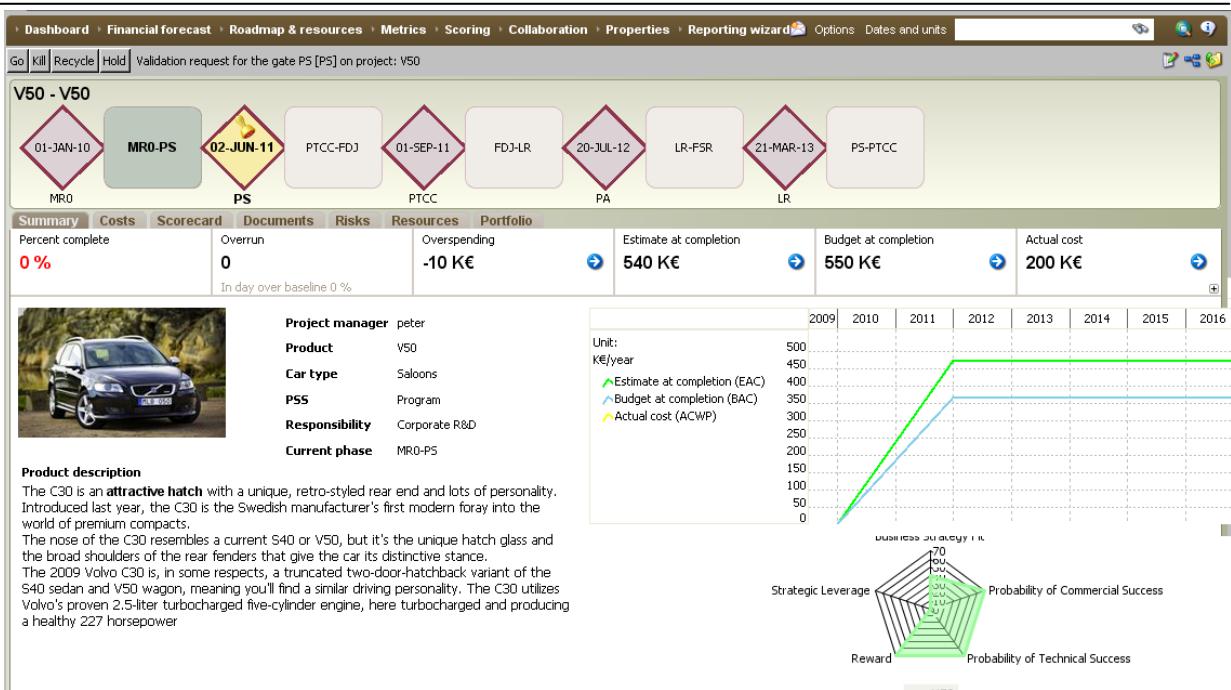 Dashboard Financial forecast Roadmap & resources Metrics Scoring Collaboration Properties Reporting wizard Options Dates and units
Go Kill Recycle Hold Validation request for the gate PS [PS] on project: V50
V50 - V50
01-JAN-10 MR0-PS 02-JUN-11 PTCC-FDJ 01-SEP-11 FDJ-LR 20-JUL-12 LR-FSR 21-MAR-13 PS-PTCC
MR0 PS PTCC PA LR
Summary Costs Scorecard Documents Risks Resources Portfolio
Percent complete Overrun Overspending Estimate at completion Budget at completion Actual cost
0 % 0 -10 K€ 540 K€ 550 K€ 200 K€
In day over baseline 0 %
2009 2010 2011 2012 2013 2014 2015 2016
Project manager peter
Product V50
Car type Saloons
PSS Program
Responsibility Corporate R&D
Current phase MR0-PS
Unit:
K€/year
Estimate at completion (EAC)
Budget at completion (BAC)
Actual cost (ACWP)
500
450
400
350
300
250
200
150
100
50
0
Product description
The C30 is an attractive hatch with a unique, retro-styled rear end and lots of personality.
Introduced last year, the C30 is the Swedish manufacturer's first modern foray into the
world of premium compacts.
The nose of the C30 resembles a current S40 or V50, but it's the unique hatch glass and
the broad shoulders of the rear fenders that give the car its distinctive stance.
The 2009 Volvo C30 is, in some respects, a truncated two-door-hatchback variant of the
S40 sedan and V50 wagon, meaning you'll find a similar driving personality. The C30 utilizes
Volvo's proven 2.5-liter turbocharged five-cylinder engine, here turbocharged and producing
a healthy 227 horsepower
Business Strategy Fit
70
Strategic Leverage Probability of Commercial Success
Reward Probability of Technical Success